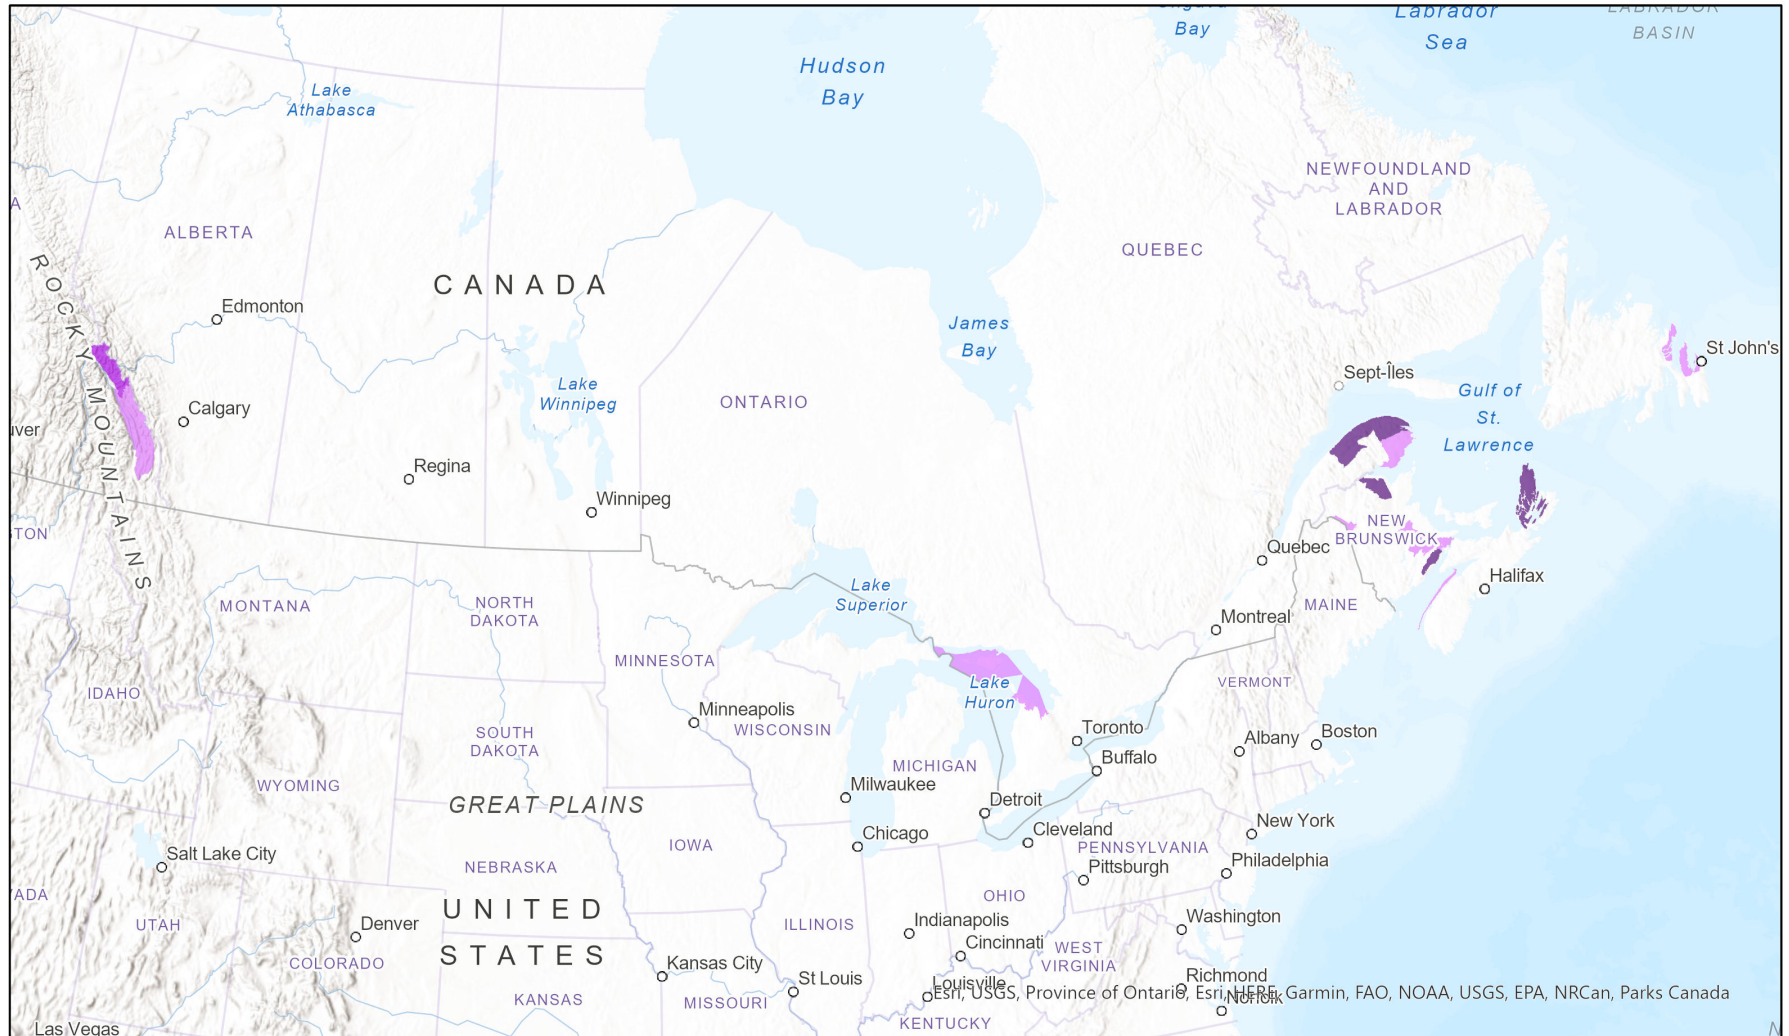 Ungava
Bay
Labrador
Sea
LABRADOR
BASIN
Hudson
Bay
Lake
Athabasca
NEWFOUNDLAND
AND
LABRADOR
A
ALBERTA
QUEBEC
CANADA
ROCKY MOUNTAINS
Edmonton
James
Bay
St John's
Sept-Îles
Lake
Winnipeg
ONTARIO
Gulf of
St.
Lawrence
Calgary
uver
Regina
Winnipeg
TON
NEW
BRUNSWICK
Quebec
Halifax
Lake
Superior
MONTANA
NORTH
DAKOTA
MAINE
Montreal
MINNESOTA
IDAHO
Lake
Huron
VERMONT
Minneapolis
WISCONSIN
SOUTH
DAKOTA
Toronto
Albany
Boston
Buffalo
MICHIGAN
WYOMING
Milwaukee
GREAT PLAINS
Detroit
Chicago
Cleveland
New York
PENNSYLVANIA
IOWA
Salt Lake City
NEBRASKA
Pittsburgh
Philadelphia
VADA
OHIO
UNITED
STATES
UTAH
Denver
ILLINOIS
Indianapolis
Washington
Cincinnati
WEST
VIRGINIA
COLORADO
Kansas City
St Louis
Louisville
Richmond
KANSAS
MISSOURI
Norfolk
Esri, USGS, Province of Ontario, Esri, HERE, Garmin, FAO, NOAA, USGS, EPA, NRCan, Parks Canada
KENTUCKY
Las Vegas
N